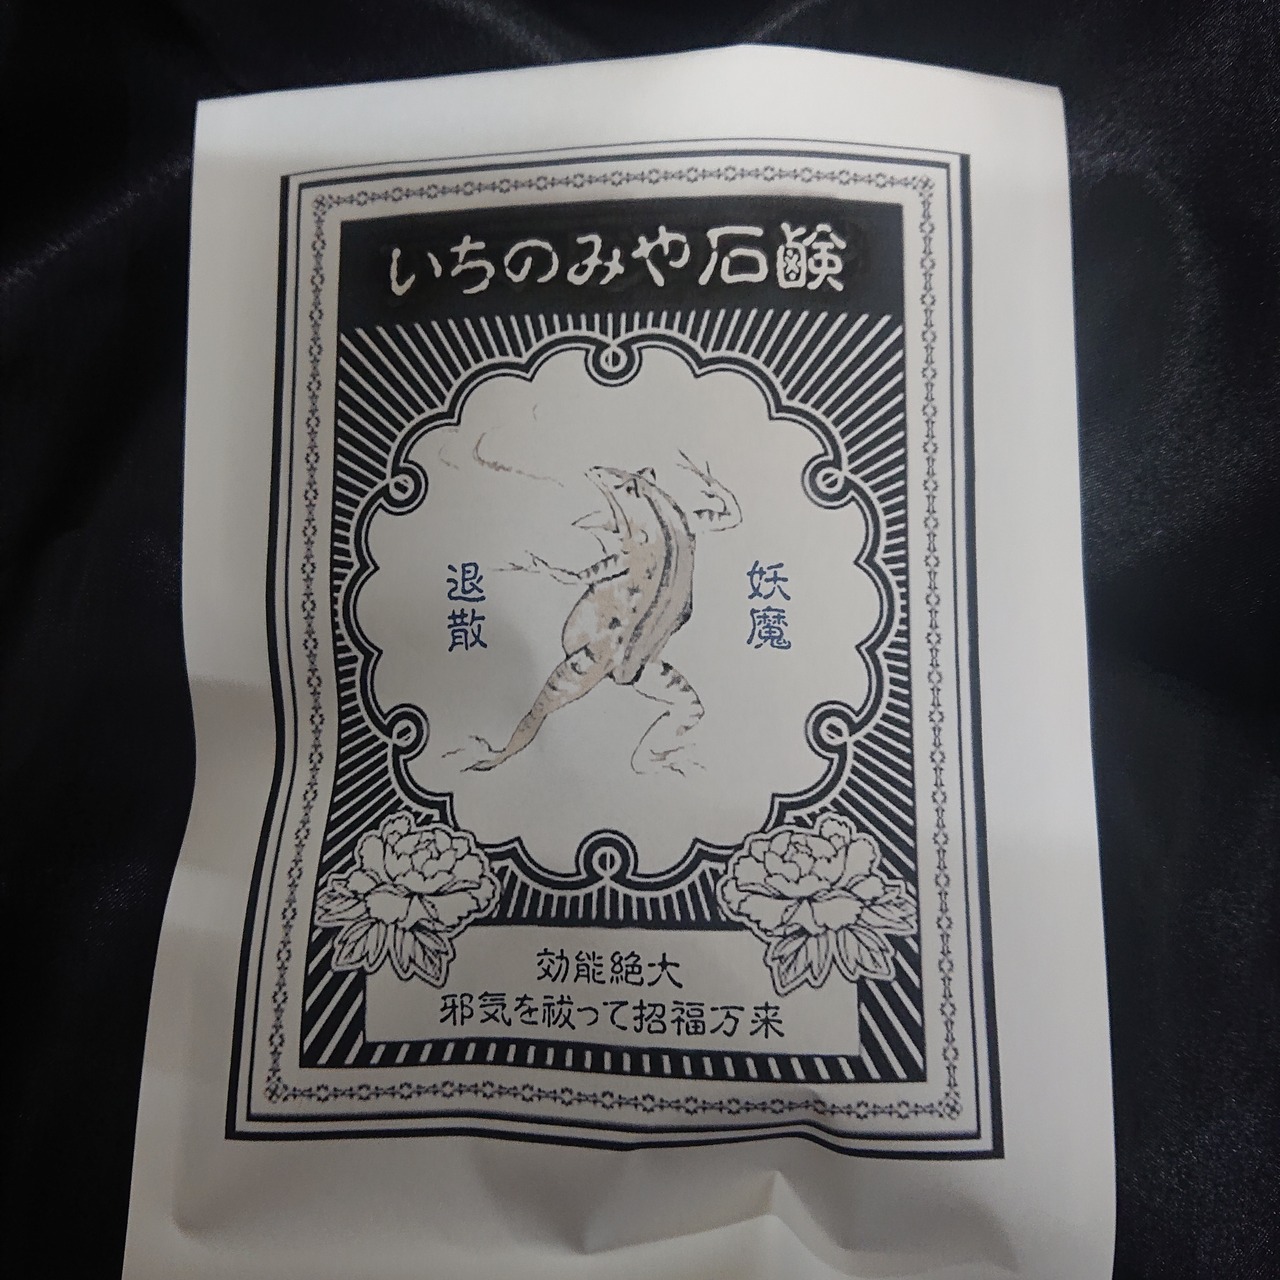 いちのみや石鹸
妖魔
退散
効能絶大
邪気を祓って招福万来